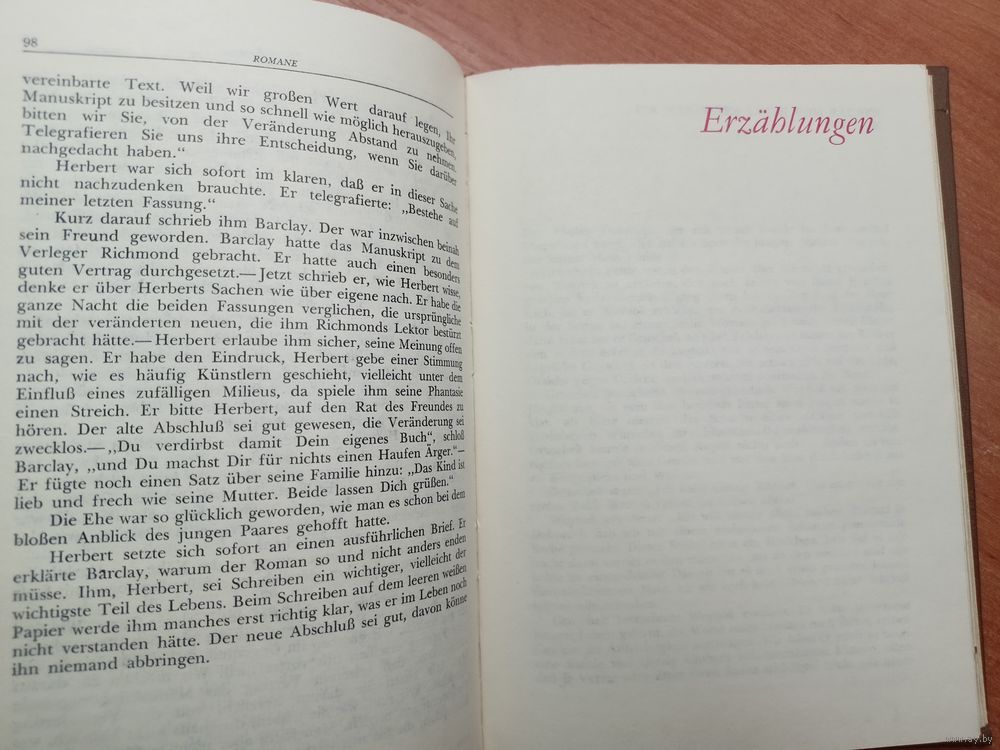 98
ROMANE
vereinbarte Text. Weil wir großen Wert darauf legen, Ihr
Manuskript zu besitzen und so schnell wie möglich herauszugeben,
bitten wir Sie, von der Veränderung Abstand zu nehmen.
Telegrafieren Sie uns ihre Entscheidung, wenn Sie darüber
nachgedacht haben.“
Herbert war sich sofort im klaren, daß er in dieser Sache
nicht nachzudenken brauchte. Er telegrafierte: „Bestehe auf
meiner letzten Fassung.“
Kurz darauf schrieb ihm Barclay. Der war inzwischen beinah
sein Freund geworden. Barclay hatte das Manuskript zu dem
Verleger Richmond gebracht. Er hatte auch einen besonders
guten Vertrag durchgesetzt.— Jetzt schrieb er, wie Herbert wisse,
denke er über Herberts Sachen wie über eigene nach. Er habe die
ganze Nacht die beiden Fassungen verglichen, die ursprüngliche
mit der veränderten neuen, die ihm Richmonds Lektor bestürzt
gebracht hätte.— Herbert erlaube ihm sicher, seine Meinung offen
zu sagen. Er habe den Eindruck, Herbert gebe einer Stimmung
nach, wie es häufig Künstlern geschieht, vielleicht unter dem
Einfluß eines zufälligen Milieus, da spiele ihm seine Phantasie
einen Streich. Er bitte Herbert, auf den Rat des Freundes zu
hören. Der alte Abschluß sei gut gewesen, die Veränderung sei
zwecklos.— „Du verdirbst damit Dein eigenes Buch“, schloß
Barclay, „und Du machst Dir für nichts einen Haufen Ärger.“—
Er fügte noch einen Satz über seine Familie hinzu: „Das Kind ist
lieb und frech wie seine Mutter. Beide lassen Dich grüßen.“
Die Ehe war so glücklich geworden, wie man es schon bei dem
bloßen Anblick des jungen Paares gehofft hatte.
Herbert setzte sich sofort an einen ausführlichen Brief. Er
erklärte Barclay, warum der Roman so und nicht anders enden
müsse. Ihm, Herbert, sei Schreiben ein wichtiger, vielleicht der
wichtigste Teil des Lebens. Beim Schreiben auf dem leeren weißen
Papier werde ihm manches erst richtig klar, was er im Leben noch
nicht verstanden hätte. Der neue Abschluß sei gut, davon könne
ihn niemand abbringen.
Erzählungen